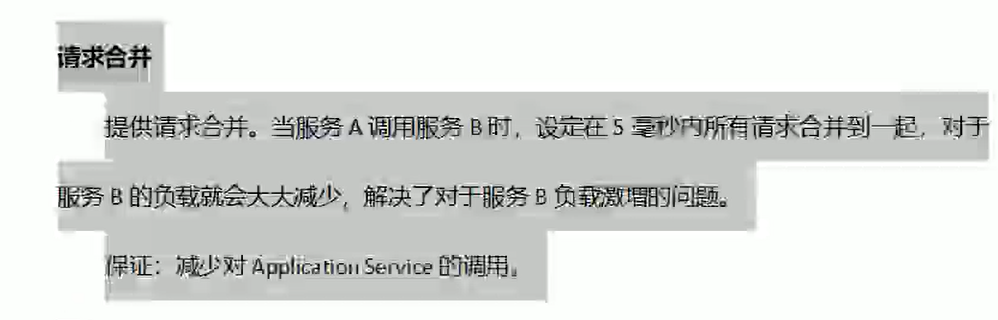 请求合并
提供请求合并。当服务 A 调用服务 B 时，设定在 5 毫秒内所有请求合并到一起，对于
服务 B 的负载就会大大减少，解决了对于服务 B 负载激增的问题。
保证：减少对 Application Service 的调用。